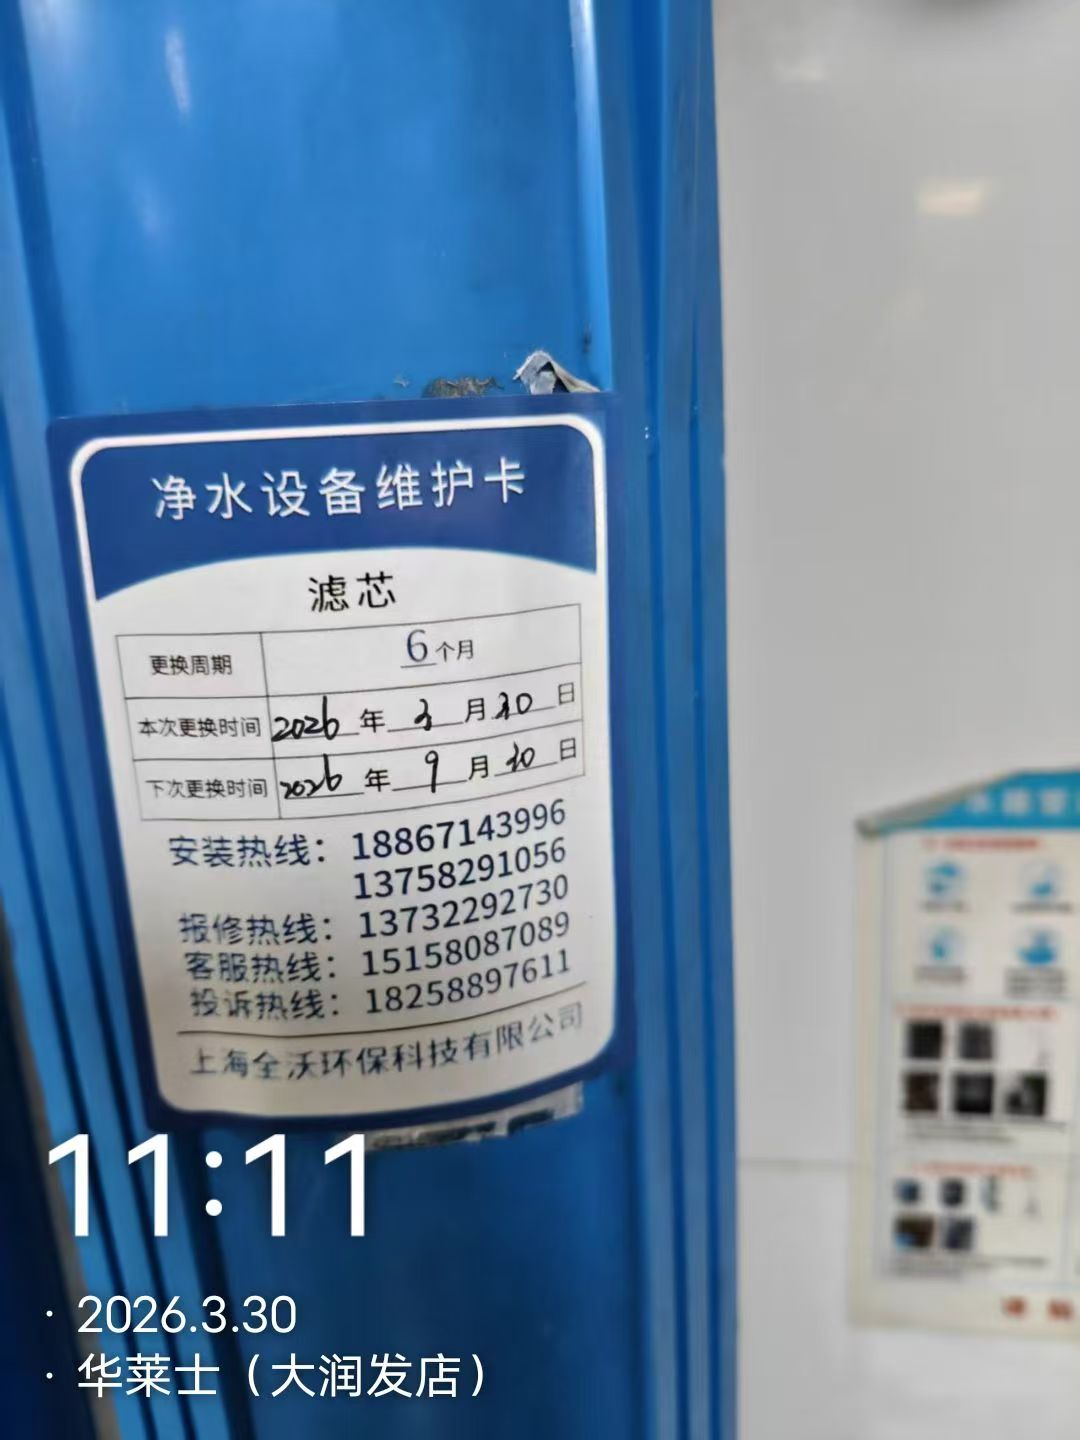 净水设备维护卡
滤芯
更换周期 6个月
本次更换时间 2026年3月30日
下次更换时间 2026年9月30日
安装热线：18867143996
13758291056
报修热线：13732292730
客服热线：15158087089
投诉热线：18258897611
上海全沃环保科技有限公司
11:11
· 2026.3.30
· 华莱士（大润发店）